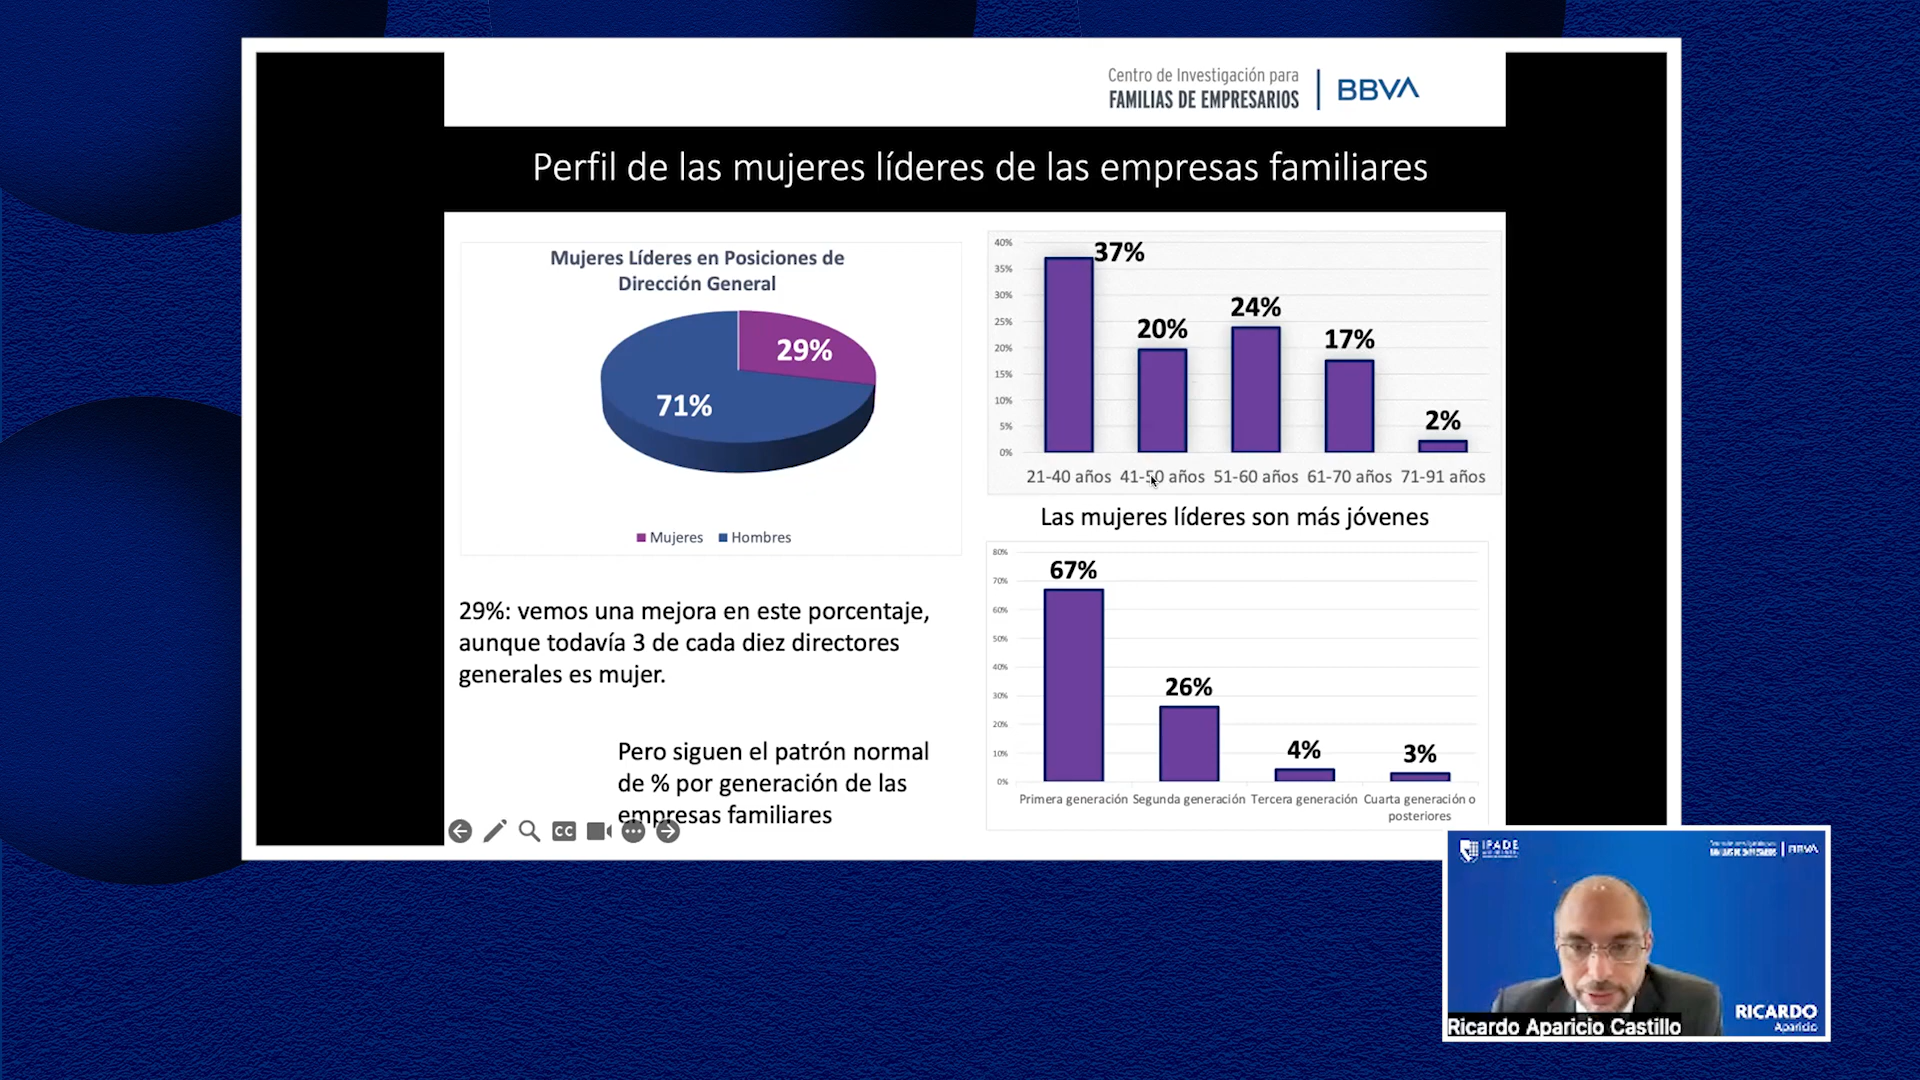 Centro de Investigación para
FAMILIAS DE EMPRESARIOS
BBVA
Perfil de las mujeres líderes de las empresas familiares
Mujeres Líderes en Posiciones de
Dirección General
29%
71%
Mujeres Hombres
29%: vemos una mejora en este porcentaje,
aunque todavía 3 de cada diez directores
generales es mujer.
Pero siguen el patrón normal
de % por generación de las
empresas familiares
CC
40%
35%
30%
25%
20%
15%
10%
5%
0%
37%
20%
24%
17%
2%
21-40 años 41-50 años 51-60 años 61-70 años 71-91 años
Las mujeres líderes son más jóvenes
80%
70%
60%
50%
40%
30%
20%
10%
0%
67%
26%
4%
3%
Primera generación Segunda generación Tercera generación Cuarta generación o
posteriores
IPADE
FAMILIAS DE EMPRESARIOS
BBVA
RICARDO
Aparicio
Ricardo Aparicio Castillo